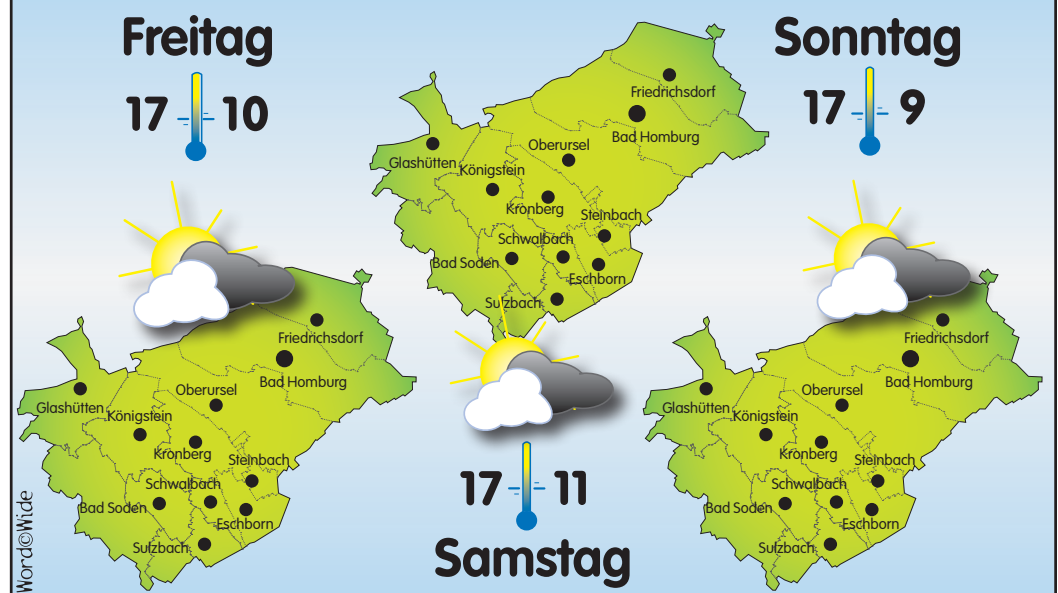 Freitag
17 10
Friedrichsdorf
Bad Homburg
Oberursel
Glashütten
Königstein
Kronberg
Steinbach
Schwalbach
Bad Soden
Eschborn
Sulzbach
Friedrichsdorf
Bad Homburg
Oberursel
Glashütten
Königstein
Kronberg
Steinbach
Schwalbach
Bad Soden
Eschborn
Sulzbach
17 11
Samstag
Sonntag
17 9
Friedrichsdorf
Bad Homburg
Oberursel
Glashütten
Königstein
Kronberg
Steinbach
Schwalbach
Bad Soden
Eschborn
Sulzbach
Word©Wide